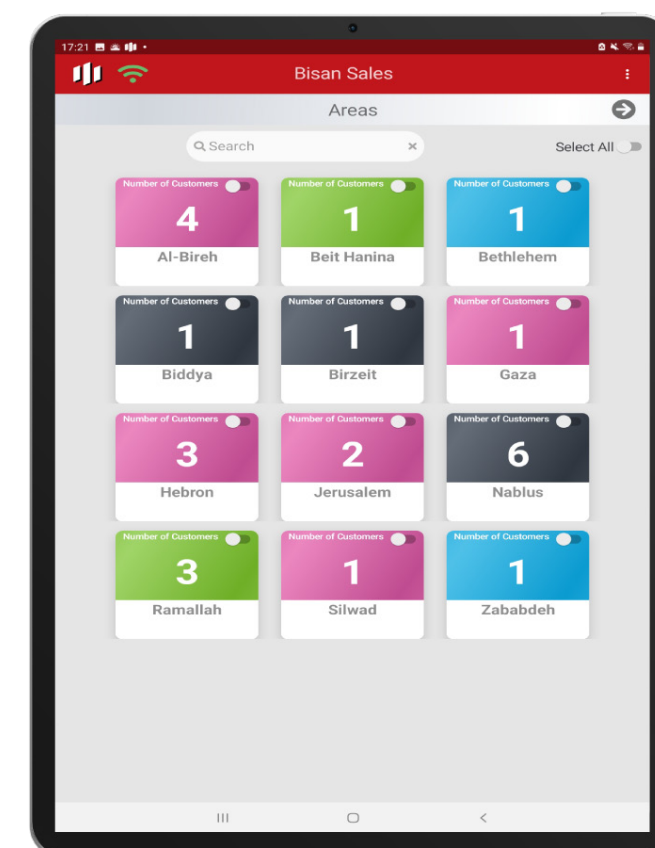 17:21
Bisan Sales
Areas
Search
Select All
Number of Customers
4
Al-Bireh
Number of Customers
1
Beit Hanina
Number of Customers
1
Bethlehem
Number of Customers
1
Biddya
Number of Customers
1
Birzeit
Number of Customers
1
Gaza
Number of Customers
3
Hebron
Number of Customers
2
Jerusalem
Number of Customers
6
Nablus
Number of Customers
3
Ramallah
Number of Customers
1
Silwad
Number of Customers
1
Zababdeh